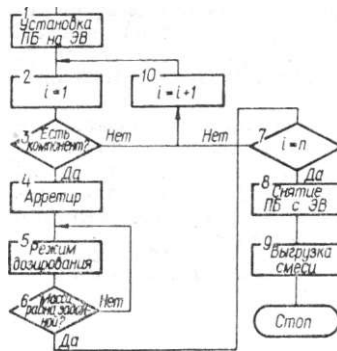 1
Установка
ПБ на ЭВ
2
i = 1
10
i = i+1
3
Есть
компонент?
Нет
Нет
7
i = n
Да
Да
4
Арретир
8
Снятие
ПБ с ЭВ
5
Режим
дозирования
9
Выгрузка
смеси
6
Масса
равна задан-
ной?
Нет
Да
Стоп